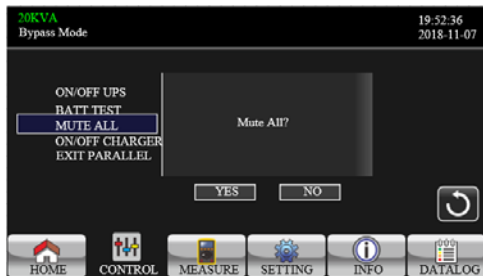 20KVA
Bypass Mode
19:52:36
2018-11-07
ON/OFF UPS
BATT TEST
MUTE ALL
ON/OFF CHARGER
EXIT PARALLEL
Mute All?
YES NO
HOME CONTROL MEASURE SETTING INFO DATALOG